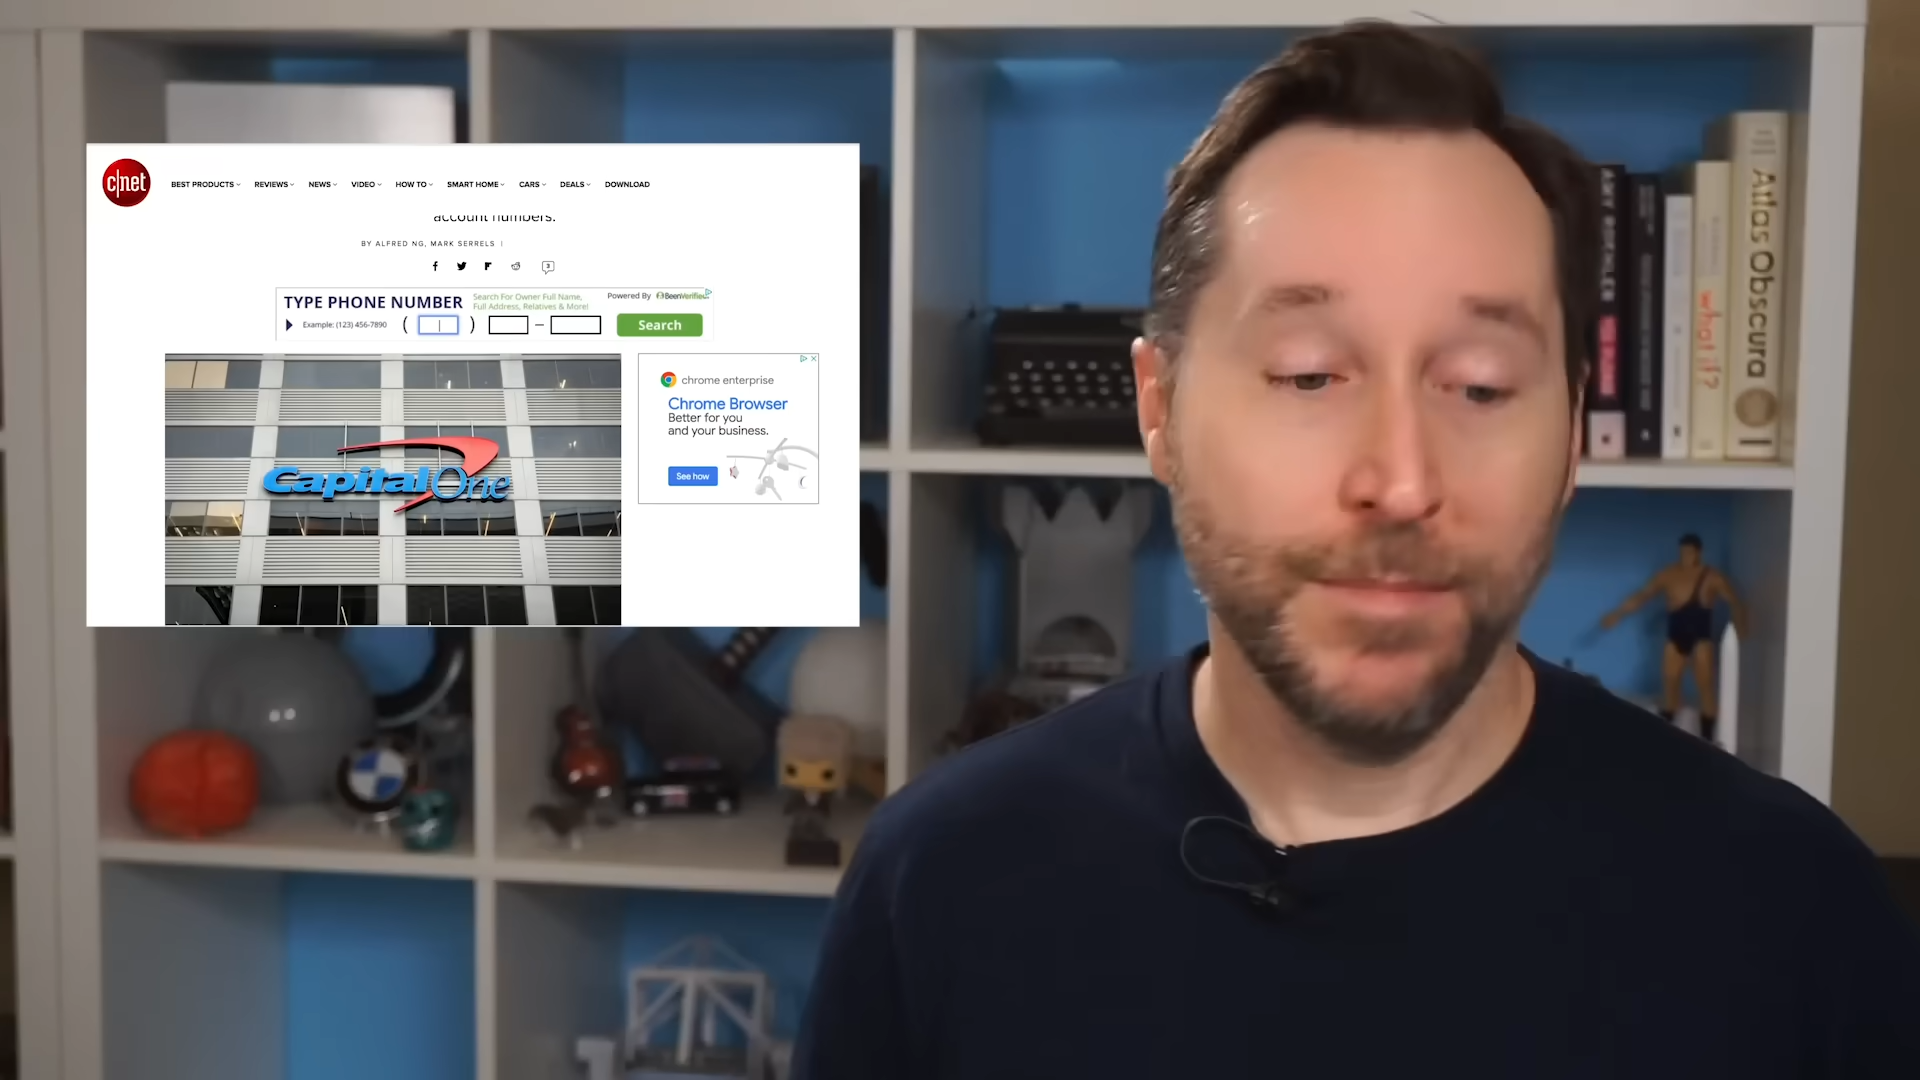 c|net
BEST PRODUCTS REVIEWS NEWS VIDEO HOW TO SMART HOME CARS DEALS DOWNLOAD
account numbers.
BY ALFRED NG, MARK SERRELS |
3
TYPE PHONE NUMBER
Search For Owner Full Name,
Full Address, Relatives & More!
Powered By BeenVerified
Example: (123) 456-7890 ( ) –
Search
Capital One
chrome enterprise
Chrome Browser
Better for you
and your business.
See how
what if?
Atlas Obscura